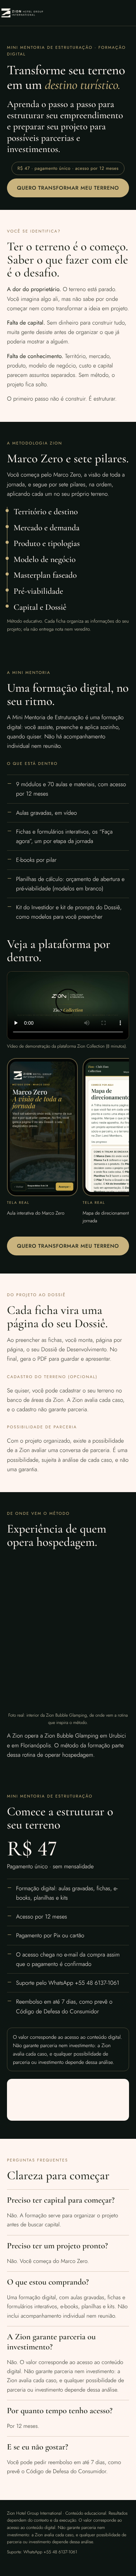 ZION HOTEL GROUP
INTERNATIONAL
MINI MENTORIA DE ESTRUTURAÇÃO · FORMAÇÃO
DIGITAL
Transforme seu terreno
em um destino turístico.
Aprenda o passo a passo para
estruturar seu empreendimento
e preparar seu projeto para
possíveis parcerias e
investimentos.
R$ 47 · pagamento único · acesso por 12 meses
QUERO TRANSFORMAR MEU TERRENO
VOCÊ SE IDENTIFICA?
Ter o terreno é o começo.
Saber o que fazer com ele
é o desafio.
A dor do proprietário. O terreno está parado.
Você imagina algo ali, mas não sabe por onde
começar nem como transformar a ideia em projeto.
Falta de capital. Sem dinheiro para construir tudo,
muita gente desiste antes de organizar o que já
poderia mostrar a alguém.
Falta de conhecimento. Território, mercado,
produto, modelo de negócio, custo e capital
parecem assuntos separados. Sem método, o
projeto fica solto.
O primeiro passo não é construir. É estruturar.
A METODOLOGIA ZION
Marco Zero e sete pilares.
Você começa pelo Marco Zero, a visão de toda a
jornada, e segue por sete pilares, na ordem,
aplicando cada um no seu próprio terreno.
Território e destino
Mercado e demanda
Produto e tipologias
Modelo de negócio
Masterplan faseado
Pré-viabilidade
Capital e Dossiê
Método educativo. Cada ficha organiza as informações do seu
projeto; ela não entrega nota nem veredito.
A MINI MENTORIA
Uma formação digital, no
seu ritmo.
A Mini Mentoria de Estruturação é uma formação
digital: você assiste, preenche e aplica sozinho,
quando quiser. Não há acompanhamento
individual nem reunião.
O QUE ESTÁ DENTRO
— 9 módulos e 70 aulas e materiais, com acesso
por 12 meses
— Aulas gravadas, em vídeo
— Fichas e formulários interativos, os “Faça
agora”, um por etapa da jornada
— E-books por pilar
— Planilhas de cálculo: orçamento de abertura e
pré-viabilidade (modelos em branco)
— Kit do Investidor e kit de prompts do Dossiê,
com modelos para você preencher
Veja a plataforma por
dentro.
ZION
Zion Collection
0:00
Vídeo de demonstração da plataforma Zion Collection (8 minutos)
ZION
Marco Zero
A visão de toda a
jornada
Mapa de
direcionamento
TELA REAL
Aula interativa do Marco Zero
TELA REAL
Mapa de direcionament
jornada
QUERO TRANSFORMAR MEU TERRENO
DO PROJETO AO DOSSIÊ
Cada ficha vira uma
página do seu Dossiê.
Ao preencher as fichas, você monta, página por
página, o seu Dossiê de Desenvolvimento. No
final, gera o PDF para guardar e apresentar.
CADASTRO DO TERRENO (OPCIONAL)
Se quiser, você pode cadastrar o seu terreno no
banco de áreas da Zion. A Zion avalia cada caso,
e o cadastro não garante parceria.
POSSIBILIDADE DE PARCERIA
Com o projeto organizado, existe a possibilidade
de a Zion avaliar uma conversa de parceria. É uma
possibilidade, sujeita à análise de cada caso, e não
uma garantia.
DE ONDE VEM O MÉTODO
Experiência de quem
opera hospedagem.
Foto real: interior da Zion Bubble Glamping, de onde vem a rotina
que inspira o método.
A Zion opera a Zion Bubble Glamping em Urubici
e em Florianópolis. O método da formação parte
dessa rotina de operar hospedagem.
MINI MENTORIA DE ESTRUTURAÇÃO
Comece a estruturar o
seu terreno
R$ 47
Pagamento único · sem mensalidade
— Formação digital: aulas gravadas, fichas, e-
books, planilhas e kits
— Acesso por 12 meses
— Pagamento por Pix ou cartão
— O acesso chega no e-mail da compra assim
que o pagamento é confirmado
— Suporte pelo WhatsApp +55 48 6137-1061
— Reembolso em até 7 dias, como prevê o
Código de Defesa do Consumidor
O valor corresponde ao acesso ao conteúdo digital.
Não garante parceria nem investimento: a Zion
avalia cada caso, e qualquer possibilidade de
parceria ou investimento depende dessa análise.
PERGUNTAS FREQUENTES
Clareza para começar
Preciso ter capital para começar?
Não. A formação serve para organizar o projeto
antes de buscar capital.
Preciso ter um projeto pronto?
Não. Você começa do Marco Zero.
O que estou comprando?
Uma formação digital, com aulas gravadas, fichas e
formulários interativos, e-books, planilhas e kits. Não
inclui acompanhamento individual nem reunião.
A Zion garante parceria ou
investimento?
Não. O valor corresponde ao acesso ao conteúdo
digital. Não garante parceria nem investimento: a
Zion avalia cada caso, e qualquer possibilidade de
parceria ou investimento depende dessa análise.
Por quanto tempo tenho acesso?
Por 12 meses.
E se eu não gostar?
Você pode pedir reembolso em até 7 dias, como
prevê o Código de Defesa do Consumidor.
Zion Hotel Group International · Conteúdo educacional. Resultados
dependem do contexto e da execução. O valor corresponde ao
acesso ao conteúdo digital. Não garante parceria nem
investimento: a Zion avalia cada caso, e qualquer possibilidade de
parceria ou investimento depende dessa análise.
Suporte: WhatsApp +55 48 6137-1061